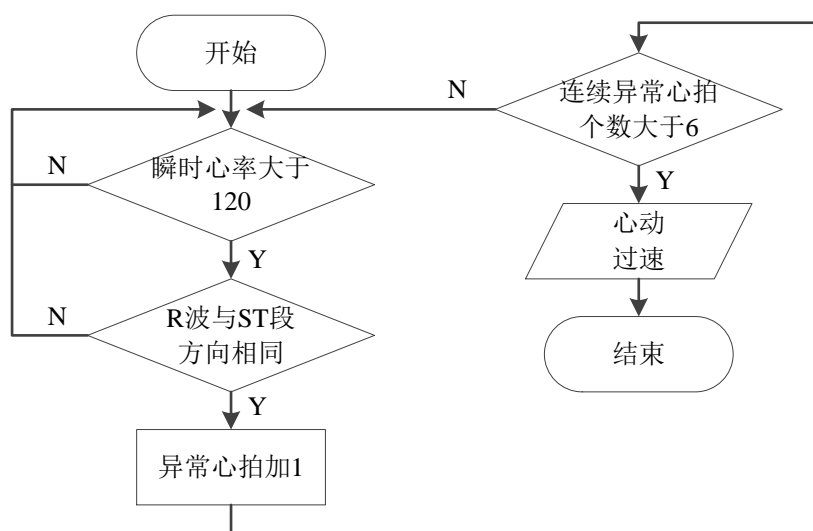 开始
瞬时心率大于
120
N
Y
R波与ST段
方向相同
N
Y
异常心拍加1
连续异常心拍
个数大于6
N
Y
心动
过速
结束